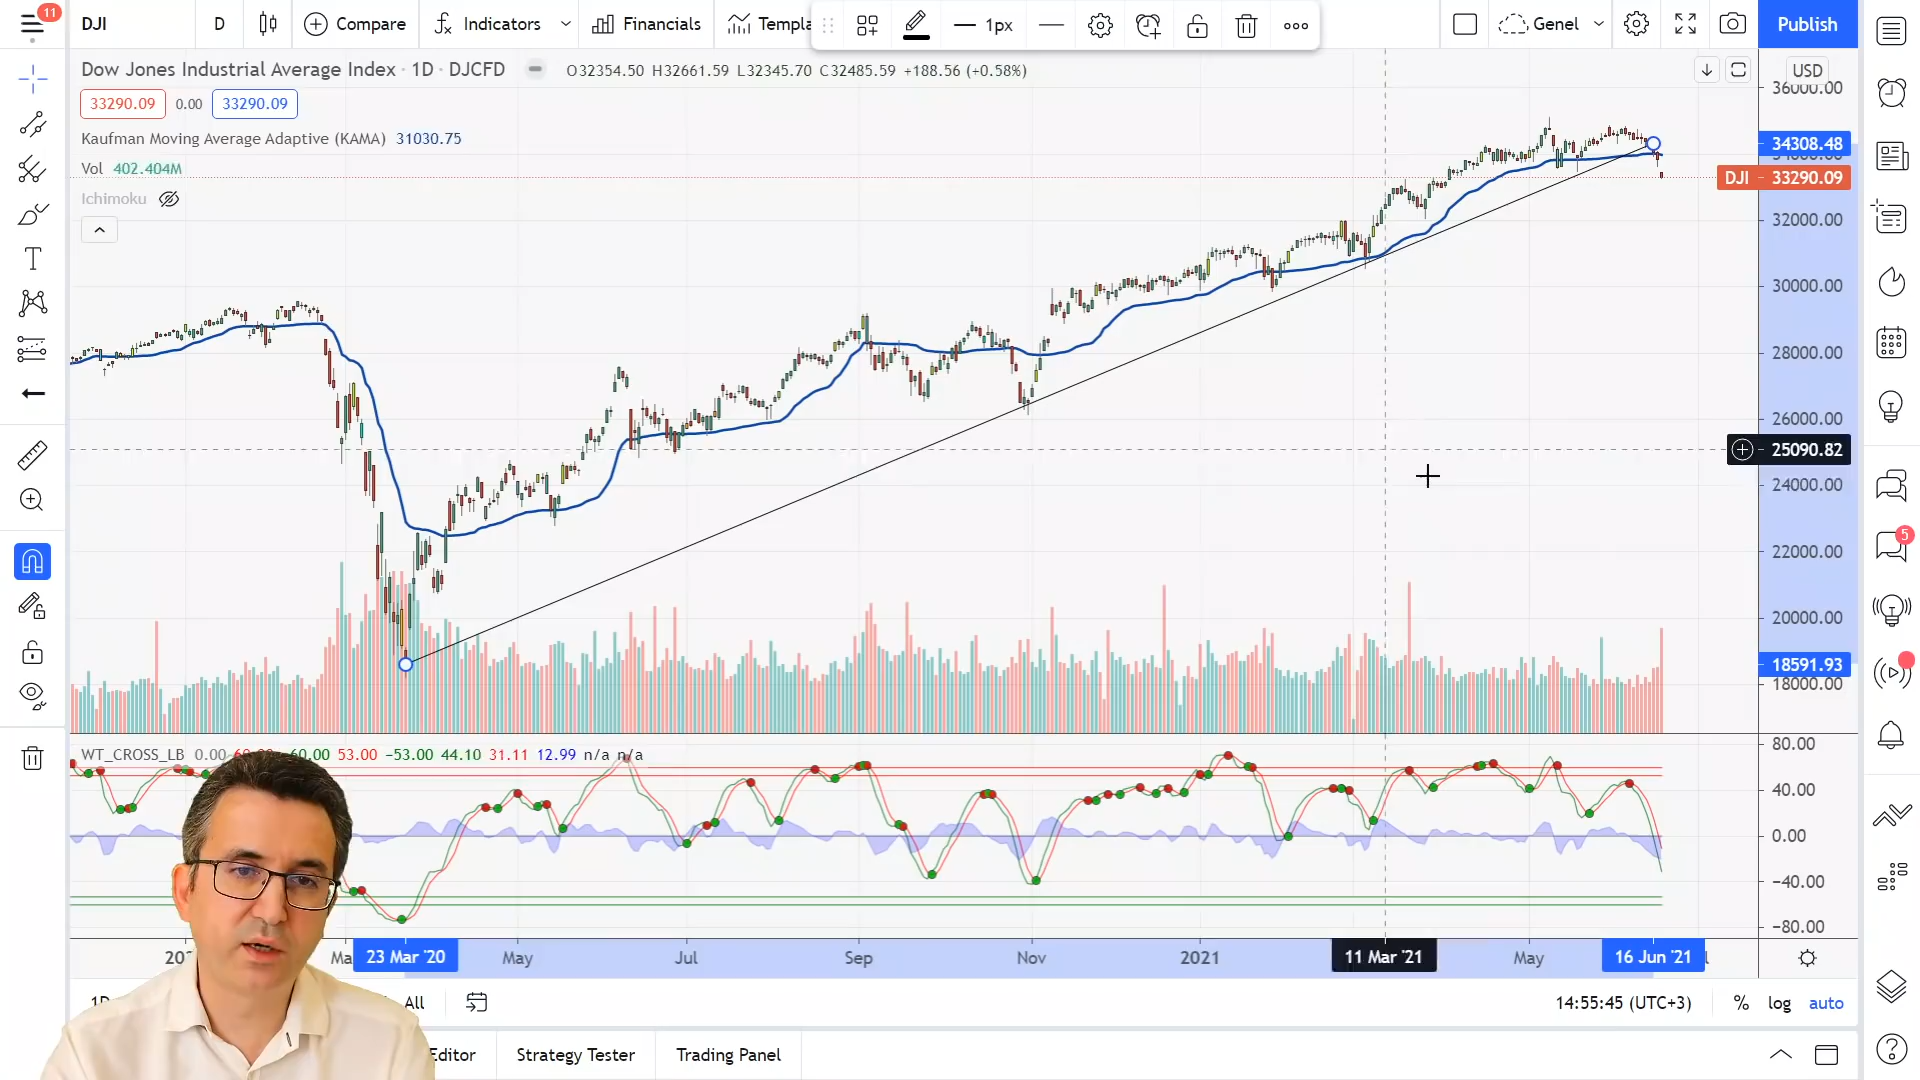 11
DJI
D
Compare
Indicators
Financials
Templa
1px
Genel
Publish
Dow Jones Industrial Average Index · 1D · DJCFD
O32354.50 H32661.59 L32345.70 C32485.59 +188.56 (+0.58%)
USD
33290.09 0.00 33290.09
Kaufman Moving Average Adaptive (KAMA) 31030.75
Vol 402.404M
Ichimoku
36000.00
34308.48
34000.00
DJI 33290.09
32000.00
30000.00
28000.00
26000.00
25090.82
24000.00
22000.00
20000.00
18591.93
18000.00
5
WT_CROSS_LB 0.00 60.00 −60.00 53.00 −53.00 44.10 31.11 12.99 n/a n/a
80.00
40.00
0.00
−40.00
−80.00
23 Mar '20
May
Jul
Sep
Nov
2021
11 Mar '21
May
16 Jun '21
All
14:55:45 (UTC+3)
%
log
auto
Editor
Strategy Tester
Trading Panel